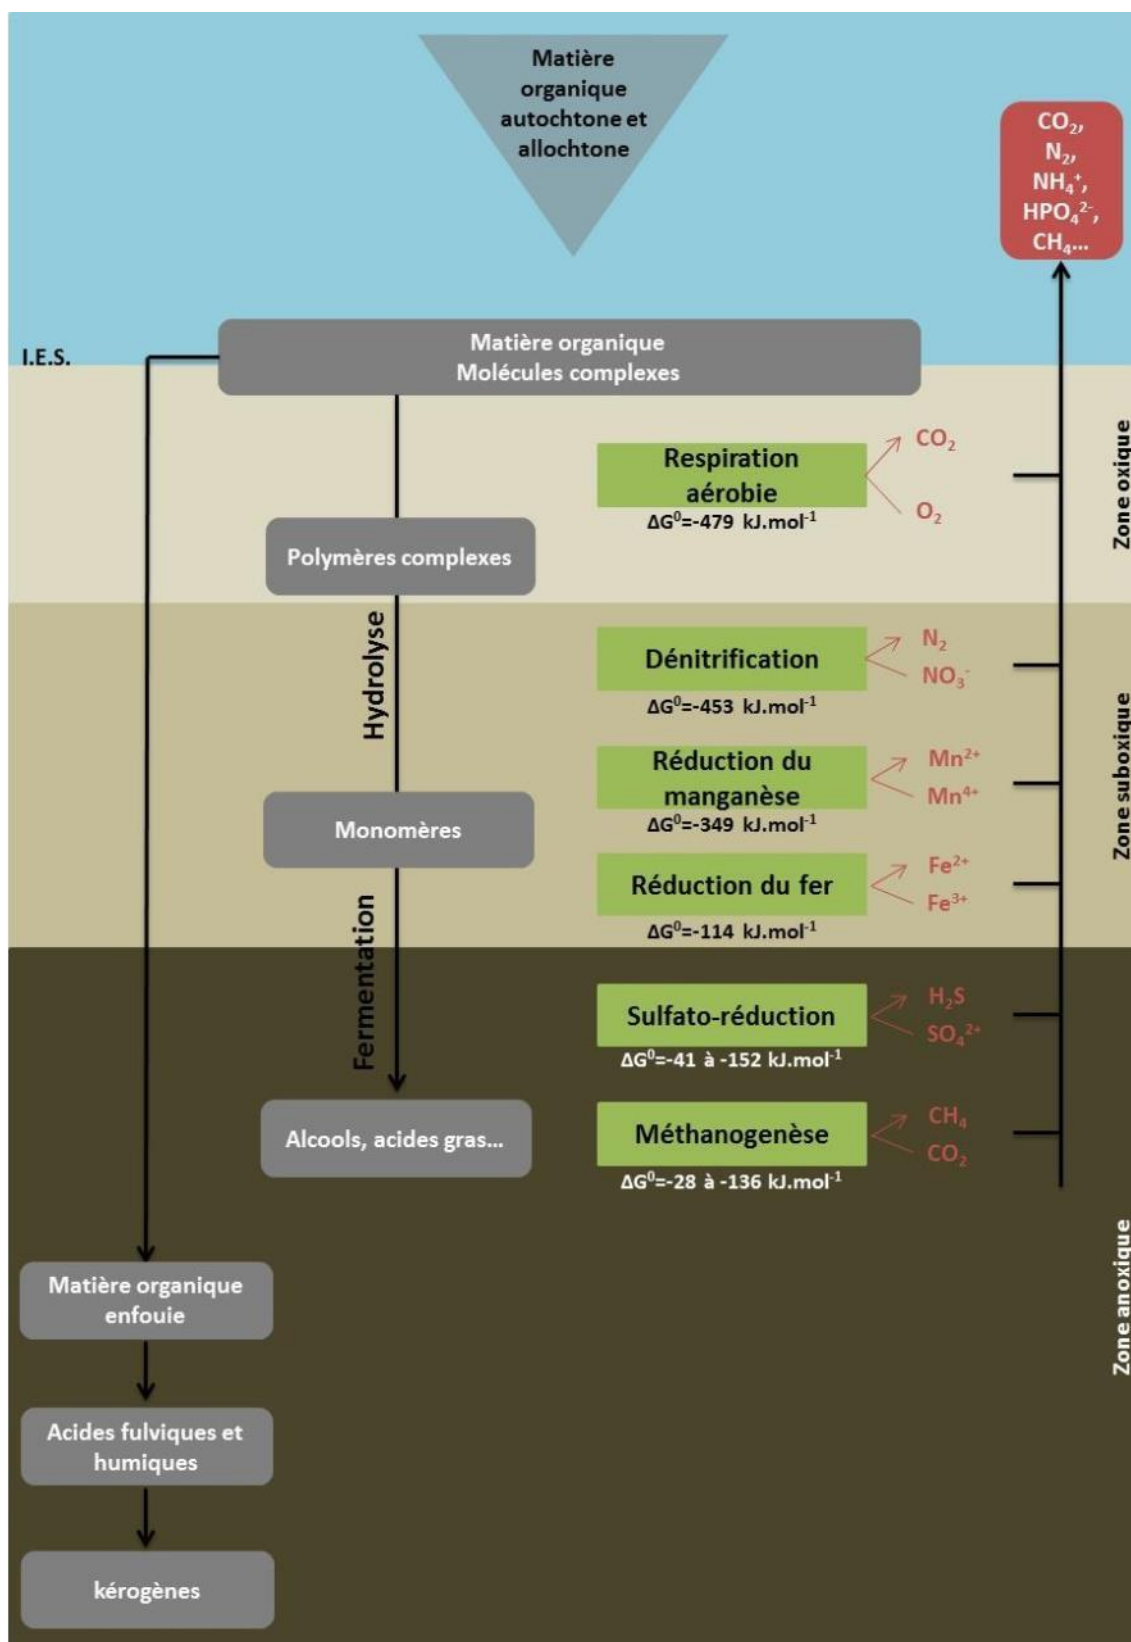 Matière
organique
autochtone et
allochtone
CO₂,
N₂,
NH₄⁺,
HPO₄²⁻,
CH₄...
I.E.S.
Matière organique
Molécules complexes
Respiration
aérobie
ΔG⁰=-479 kJ.mol⁻¹
CO₂
O₂
Zone oxique
Polymères complexes
Hydrolyse
Dénitrification
ΔG⁰=-453 kJ.mol⁻¹
N₂
NO₃⁻
Réduction du
manganèse
ΔG⁰=-349 kJ.mol⁻¹
Mn²⁺
Mn⁴⁺
Zone suboxique
Monomères
Réduction du fer
ΔG⁰=-114 kJ.mol⁻¹
Fe²⁺
Fe³⁺
Fermentation
Sulfato-réduction
ΔG⁰=-41 à -152 kJ.mol⁻¹
H₂S
SO₄²⁺
Alcools, acides gras...
Méthanogenèse
ΔG⁰=-28 à -136 kJ.mol⁻¹
CH₄
CO₂
Zone anoxique
Matière organique
enfouie
Acides fulviques et
humiques
kérogènes